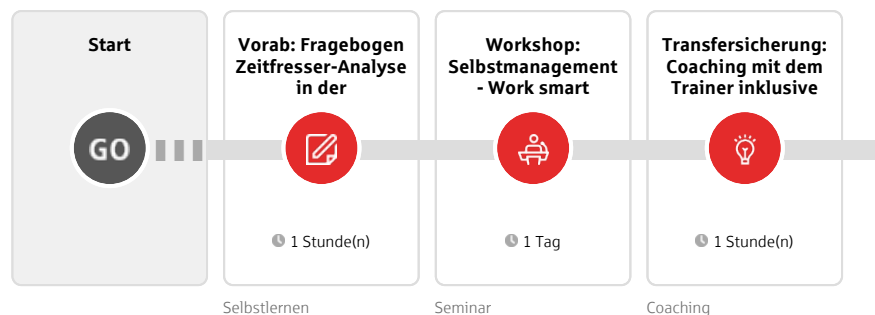 Start
GO
Vorab: Fragebogen
Zeitfresser-Analyse
in der
1 Stunde(n)
Selbstlernen
Workshop:
Selbstmanagement
- Work smart
1 Tag
Seminar
Transfersicherung:
Coaching mit dem
Trainer inklusive
1 Stunde(n)
Coaching